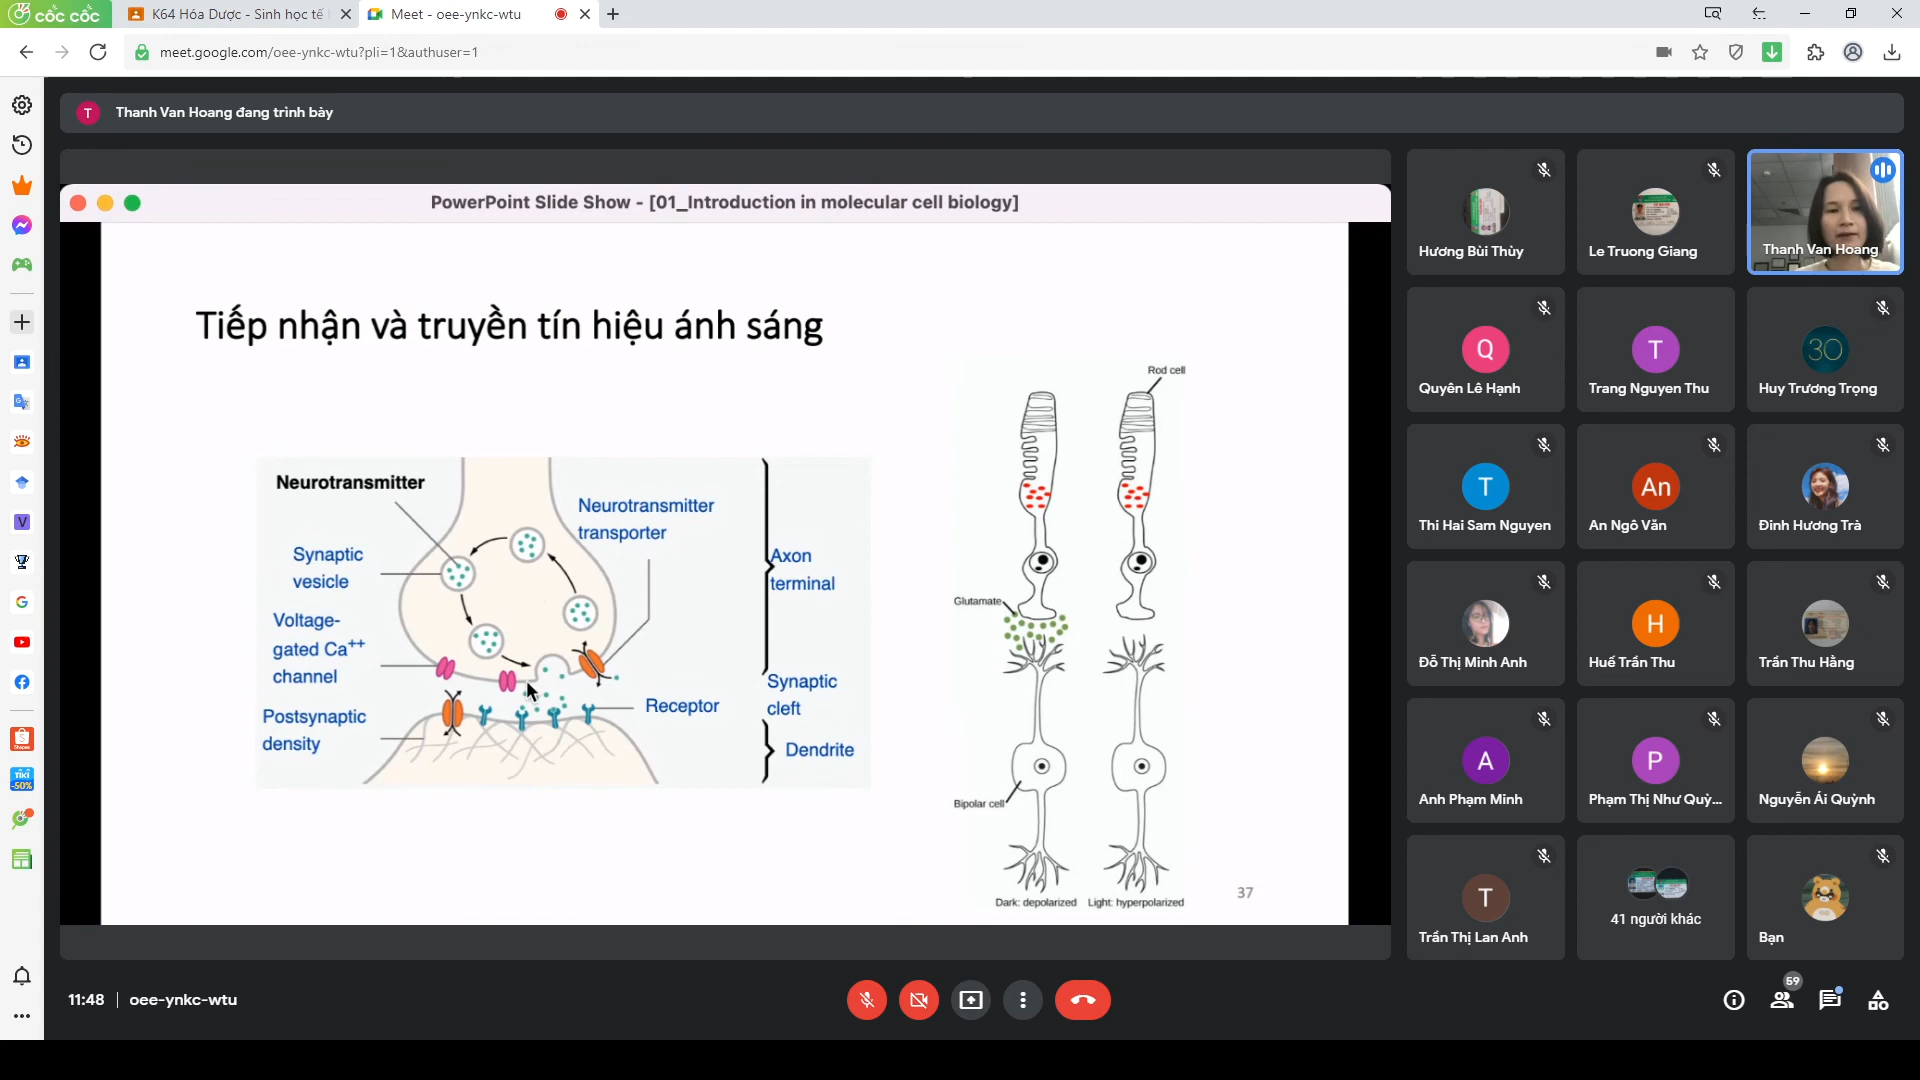 cốc cốc
K64 Hóa Dược - Sinh học tế
Meet - oee-ynkc-wtu
meet.google.com/oee-ynkc-wtu?pli=1&authuser=1
T
Thanh Van Hoang đang trình bày
PowerPoint Slide Show - [01_Introduction in molecular cell biology]
Tiếp nhận và truyền tín hiệu ánh sáng
Neurotransmitter
Neurotransmitter
transporter
Synaptic
vesicle
Axon
terminal
Voltage-
gated Ca++
channel
Synaptic
cleft
Receptor
Postsynaptic
density
Dendrite
Rod cell
Glutamate
Bipolar cell
Dark: depolarized
Light: hyperpolarized
37
Hương Bùi Thùy
Le Truong Giang
Thanh Van Hoang
Q
Quyên Lê Hạnh
T
Trang Nguyen Thu
30
Huy Trương Trọng
T
Thi Hai Sam Nguyen
An
An Ngô Văn
Đinh Hương Trà
Đỗ Thị Minh Anh
H
Huế Trần Thu
Trần Thu Hằng
A
Anh Phạm Minh
P
Phạm Thị Như Quỳ...
Nguyễn Ái Quỳnh
T
Trần Thị Lan Anh
41 người khác
Bạn
11:48
oee-ynkc-wtu
59
V
G
Shopee
TIKI
-50%